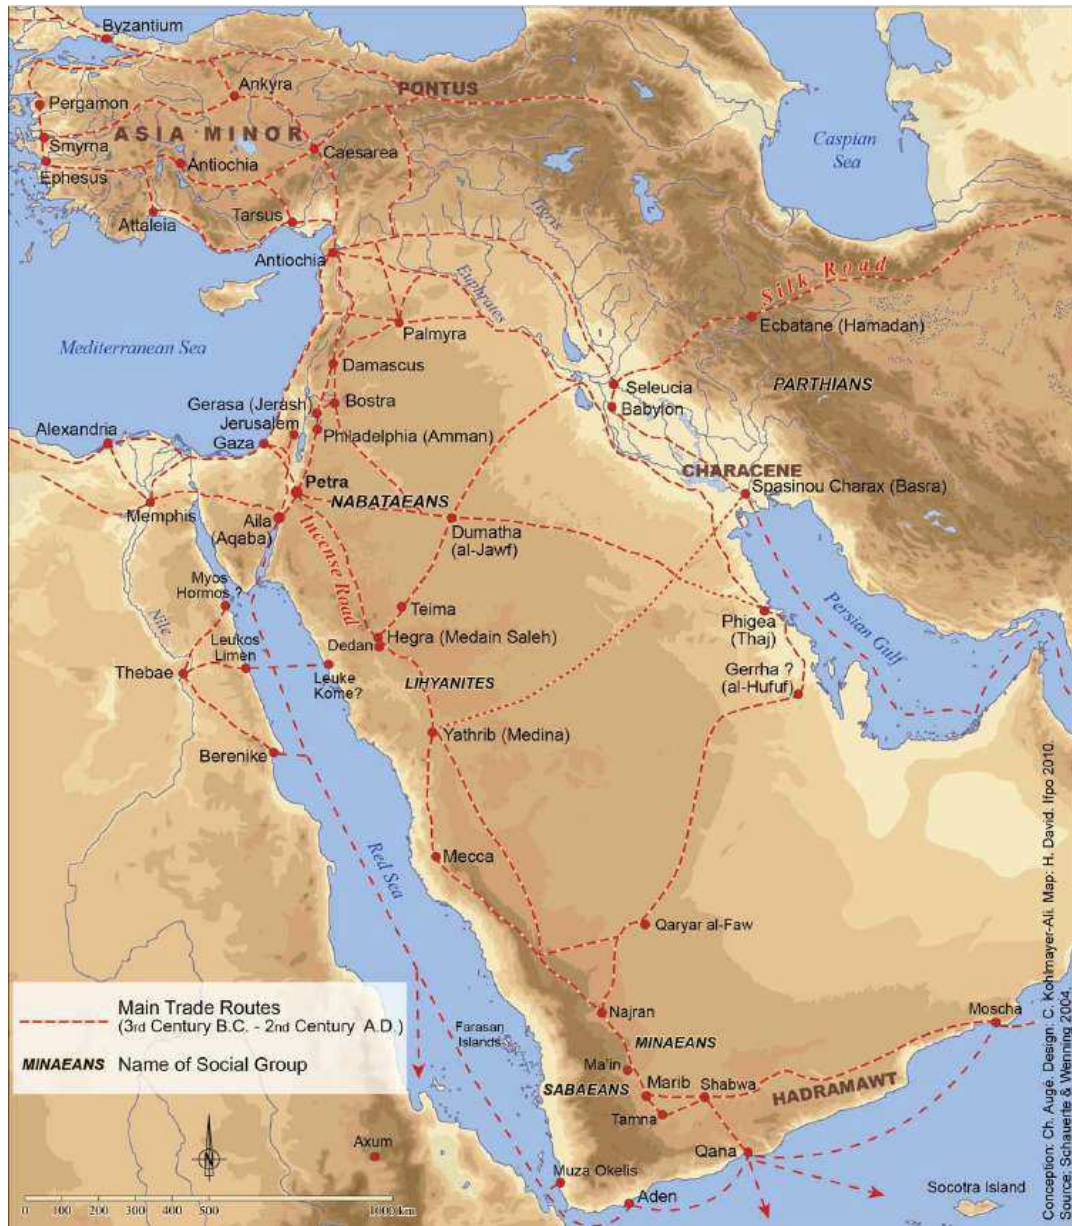 Byzantium
PONTUS
Ankyra
Pergamon
ASIA MINOR
Smyrna
Caesarea
Antiochia
Ephesus
Caspian
Sea
Attaleia
Tarsus
Tigris
Antiochia
Silk Road
Euphrates
Ecbatane (Hamadan)
Palmyra
Mediterranean Sea
Damascus
Seleucia
PARTHIANS
Babylon
Bostra
Gerasa (Jerash)
Jerusalem
Alexandria
Gaza
Philadelphia (Amman)
CHARACENE
Petra
Spasinou Charax (Basra)
NABATAEANS
Memphis
Aila
(Aqaba)
Dumatha
(al-Jawf)
Incense Road
Myos
Hormos ?
Nile
Teima
Persian Gulf
Phigea
(Thaj)
Leukos
Limen
Dedan
Hegra (Medain Saleh)
Thebae
Leuke
Kome?
LIHYANITES
Gerrha ?
(al-Hufuf)
Yathrib (Medina)
Berenike
Red Sea
Mecca
Qaryar al-Faw
Main Trade Routes
(3rd Century B.C. - 2nd Century A.D.)
MINAEANS Name of Social Group
Najran
Moscha
Farasan
Islands
MINAEANS
Ma'in
SABAEANS
Marib
Shabwa
HADRAMAWT
Tamna
Axum
N
Qana
Muza Okelis
Aden
Socotra Island
0 100 200 300 400 500 1000 km
Conception: Ch. Augé. Design: C. Kohlmayer-Ali. Map: H. David. Ifpo 2010.
Source: Schauerte & Wenning 2004.